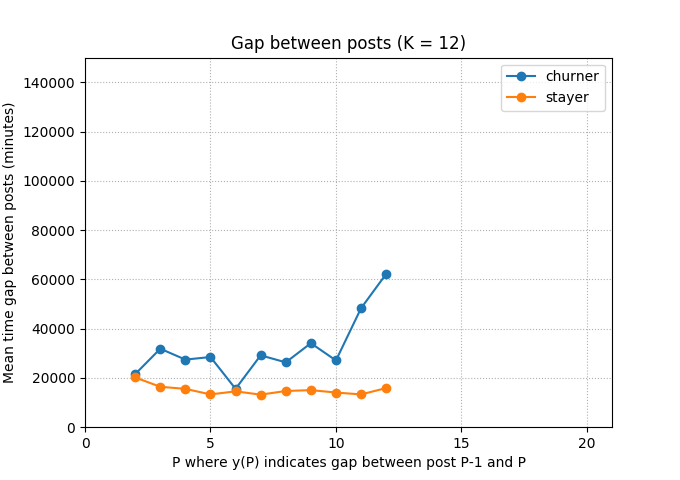 Gap between posts (K = 12)
churner
stayer
Mean time gap between posts (minutes)
140000
120000
100000
80000
60000
40000
20000
0
0 5 10 15 20
P where y(P) indicates gap between post P-1 and P